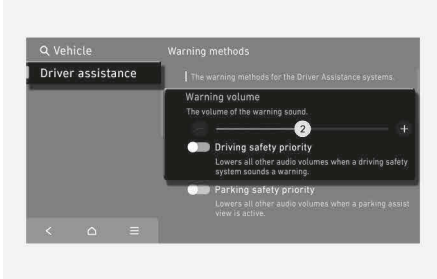 Vehicle
Warning methods
Driver assistance
The warning methods for the Driver Assistance systems.
Warning volume
The volume of the warning sound.
2
Driving safety priority
Lowers all other audio volumes when a driving safety
system sounds a warning.
Parking safety priority
Lowers all other audio volumes when a parking assist
view is active.